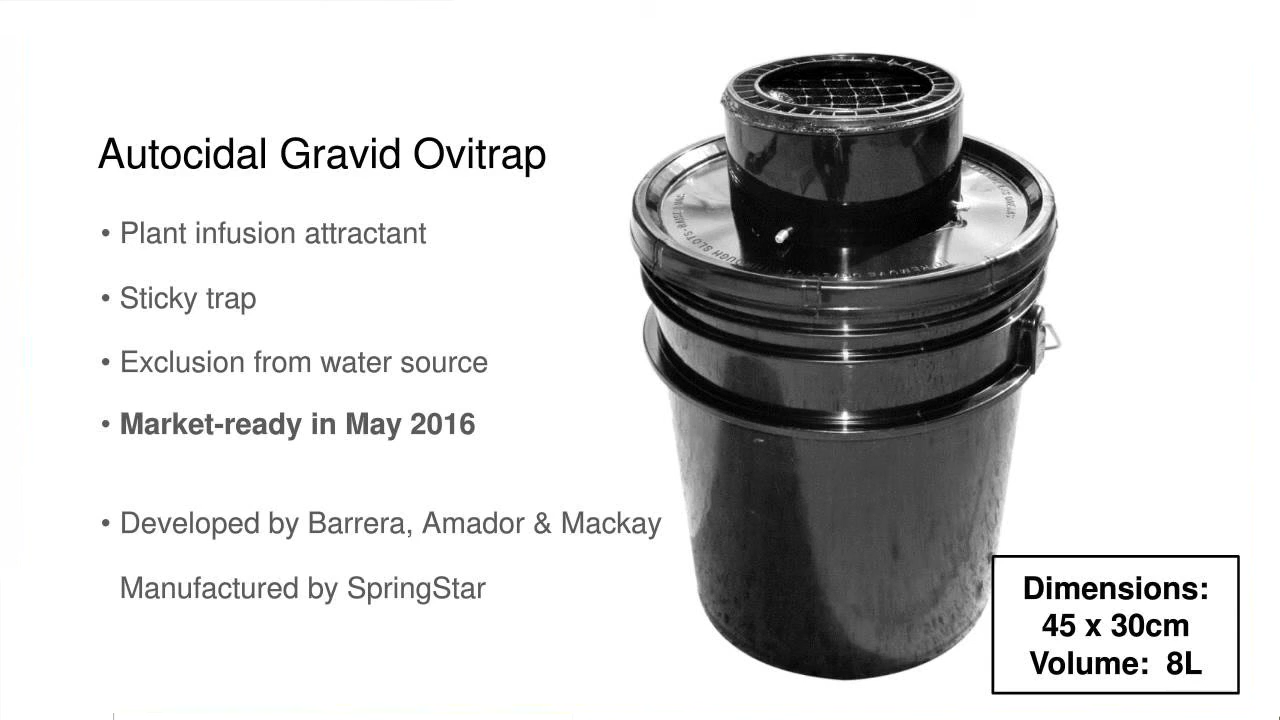 Autocidal Gravid Ovitrap
• Plant infusion attractant
• Sticky trap
• Exclusion from water source
• Market-ready in May 2016
• Developed by Barrera, Amador & Mackay
Manufactured by SpringStar
Dimensions:
45 x 30cm
Volume: 8L